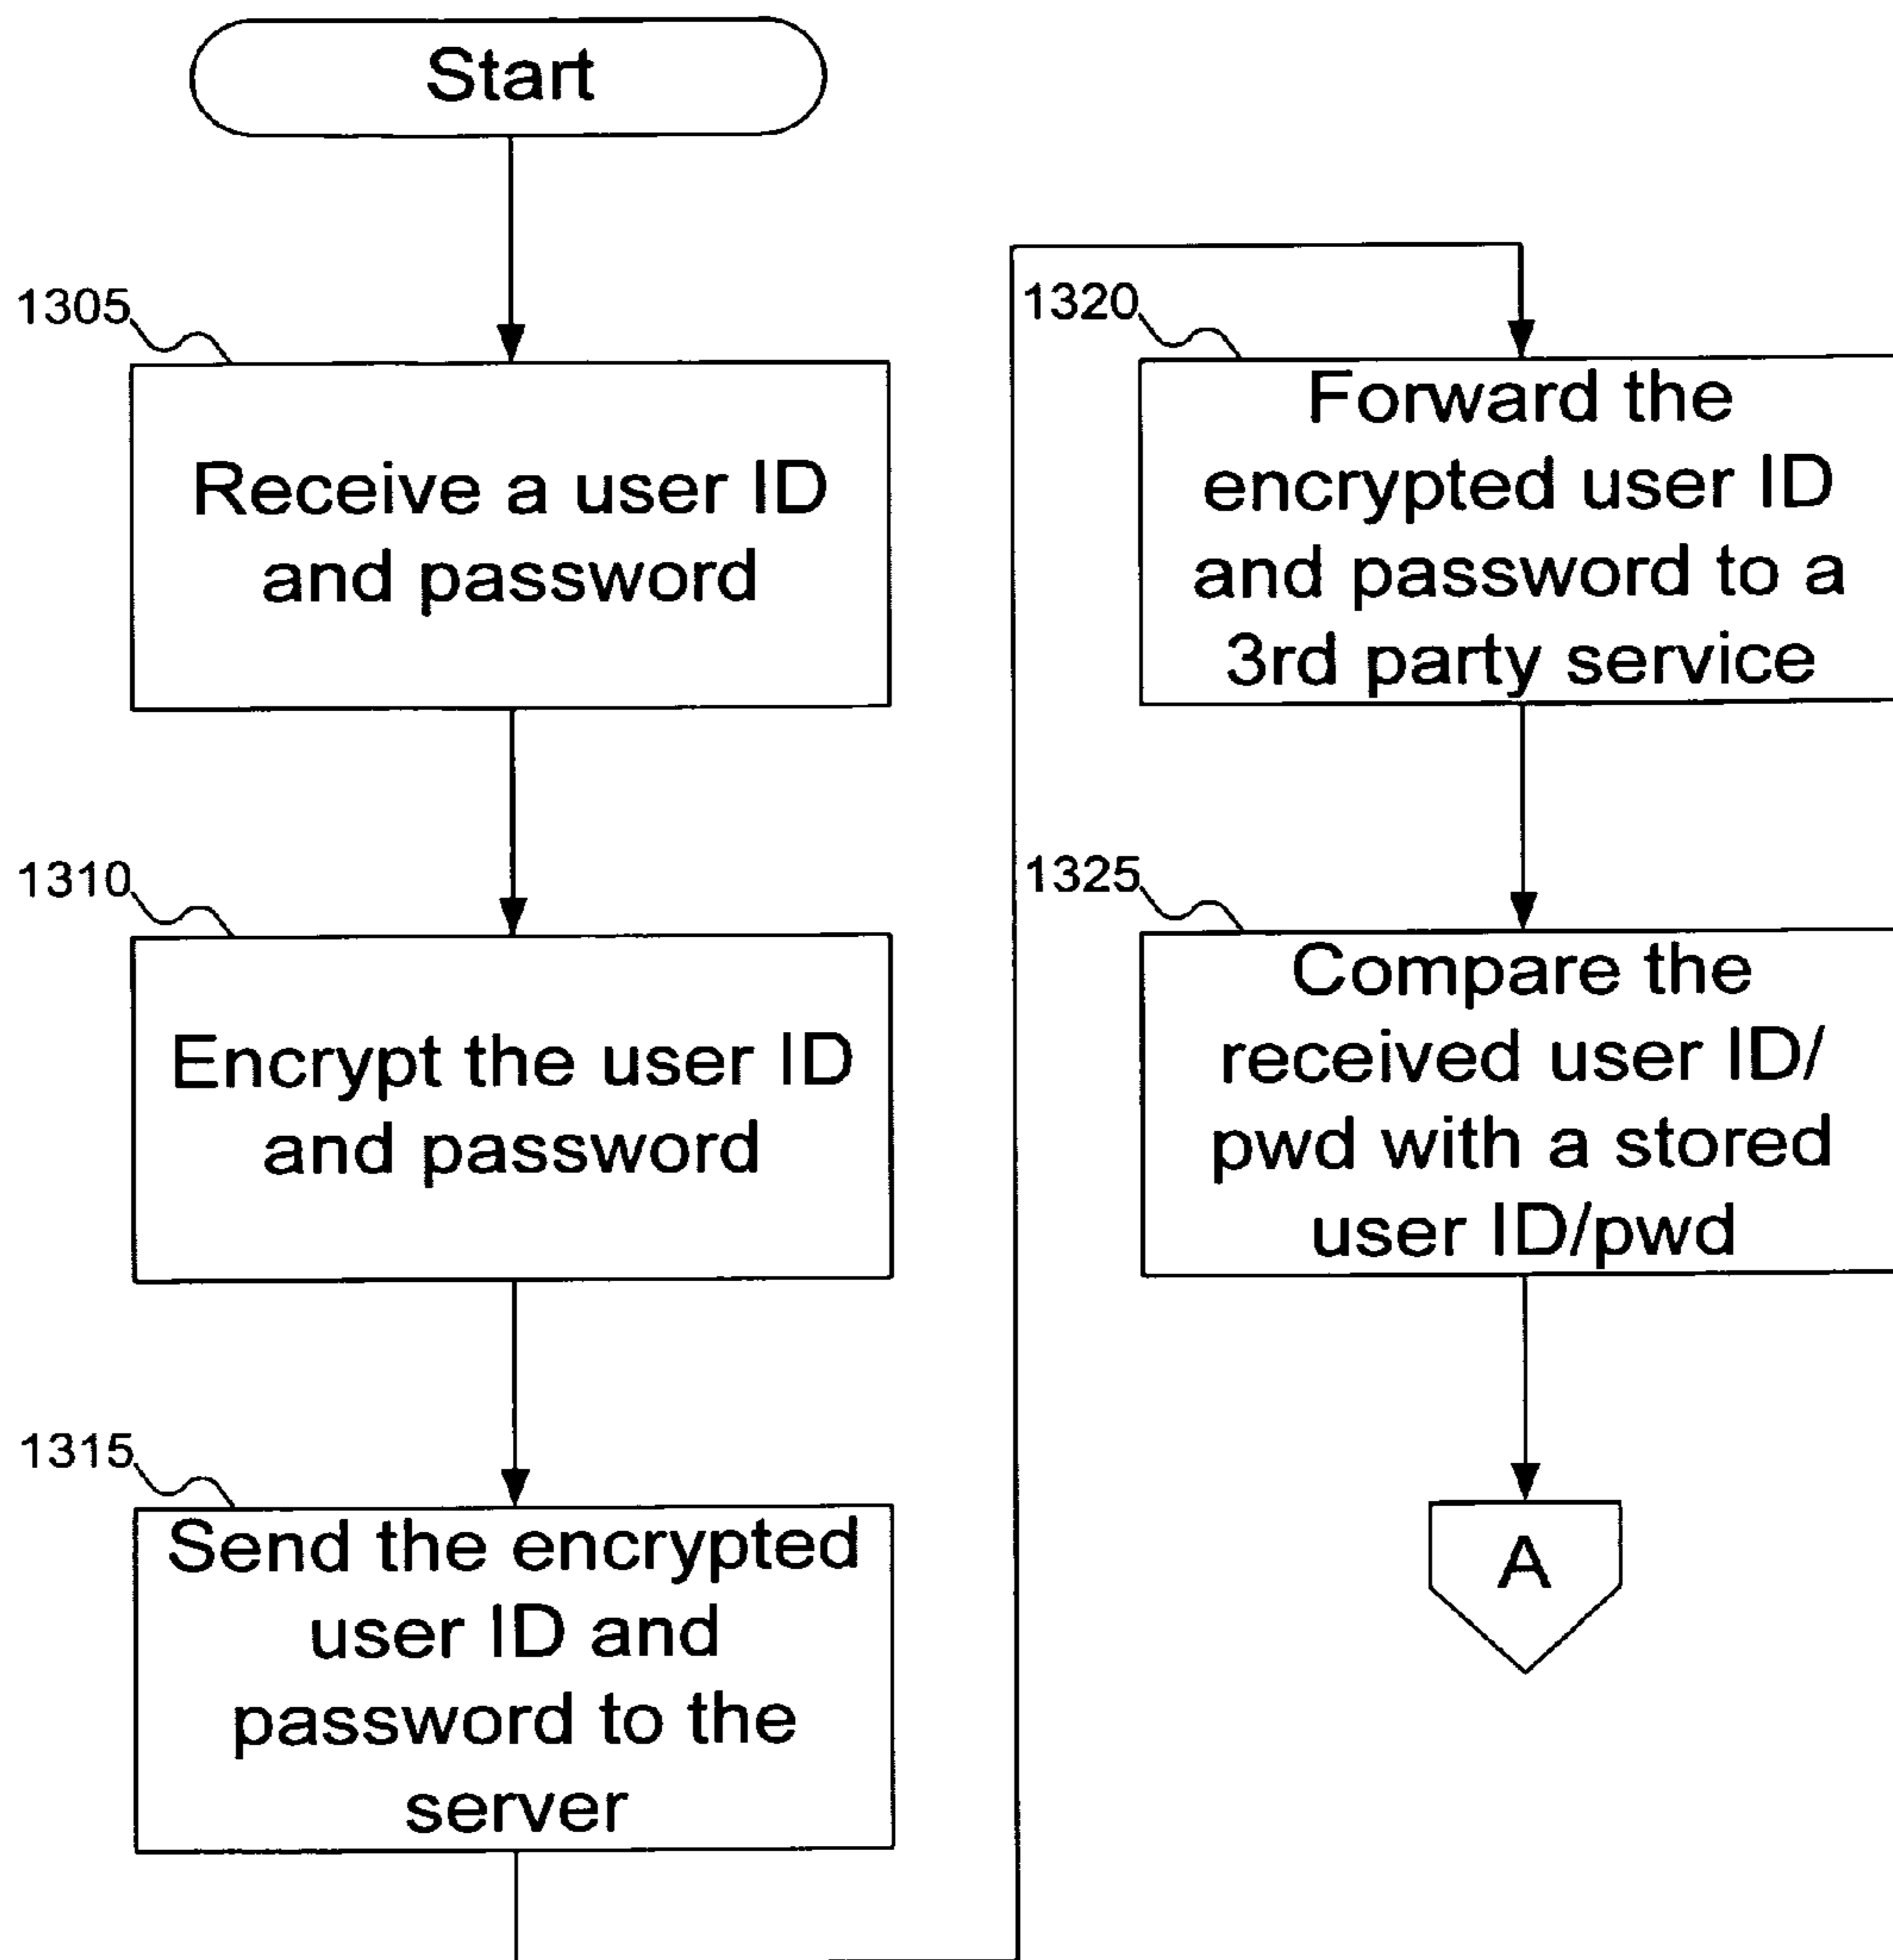 Start
1305
Receive a user ID
and password
1310
Encrypt the user ID
and password
1315
Send the encrypted
user ID and
password to the
server
1320
Forward the
encrypted user ID
and password to a
3rd party service
1325
Compare the
received user ID/
pwd with a stored
user ID/pwd
A